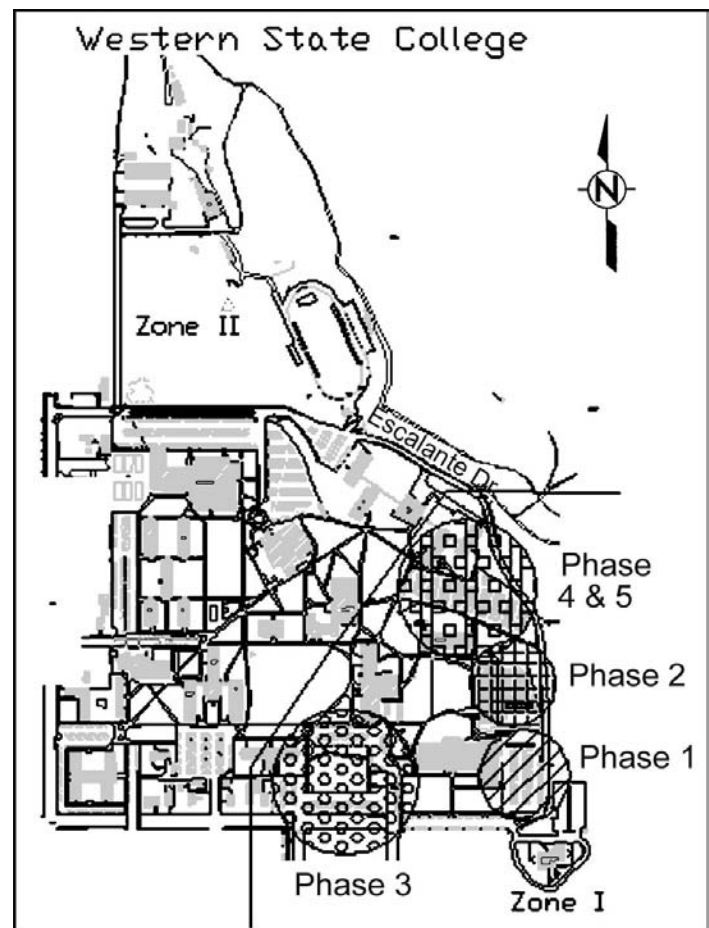 Western State College
N
Zone II
Escalante Dr
Phase
4 & 5
Phase 2
Phase 1
Phase 3
Zone I